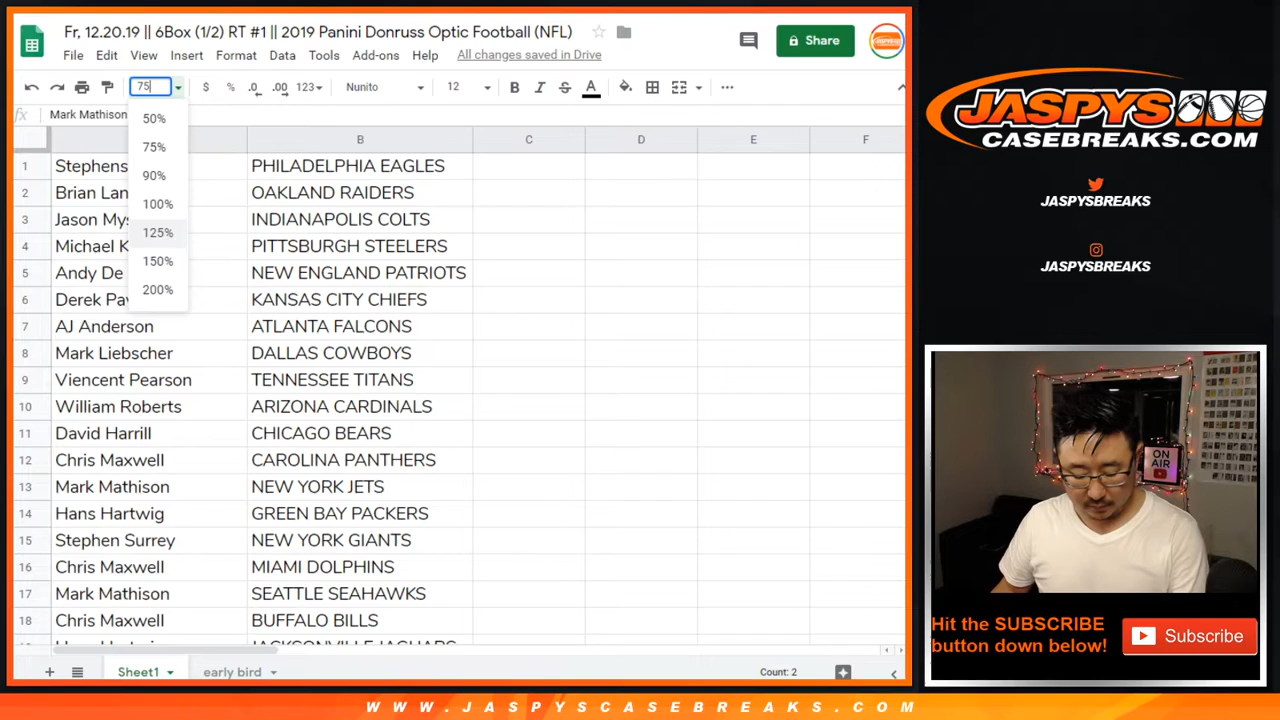 Fr, 12.20.19 || 6Box (1/2) RT #1 || 2019 Panini Donruss Optic Football (NFL)
Share
File Edit View Insert Format Data Tools Add-ons Help All changes saved in Drive
75 $ % .0 .00 123 Nunito 12 B I S A
fx Mark Mathison
50%
75%
90%
100%
125%
150%
200%
B C D E F
1 Stephens PHILADELPHIA EAGLES
2 Brian Lan OAKLAND RAIDERS
3 Jason Mys INDIANAPOLIS COLTS
4 Michael K PITTSBURGH STEELERS
5 Andy De NEW ENGLAND PATRIOTS
6 Derek Pav KANSAS CITY CHIEFS
7 AJ Anderson ATLANTA FALCONS
8 Mark Liebscher DALLAS COWBOYS
9 Viencent Pearson TENNESSEE TITANS
10 William Roberts ARIZONA CARDINALS
11 David Harrill CHICAGO BEARS
12 Chris Maxwell CAROLINA PANTHERS
13 Mark Mathison NEW YORK JETS
14 Hans Hartwig GREEN BAY PACKERS
15 Stephen Surrey NEW YORK GIANTS
16 Chris Maxwell MIAMI DOLPHINS
17 Mark Mathison SEATTLE SEAHAWKS
18 Chris Maxwell BUFFALO BILLS
JACKSONVILLE JAGUARS
Sheet1 early bird Count: 2
JASPYS
CASEBREAKS.COM
JASPYSBREAKS
JASPYSBREAKS
ON
AIR
Hit the SUBSCRIBE
button down below!
Subscribe
WWW.JASPYSCASEBREAKS.COM